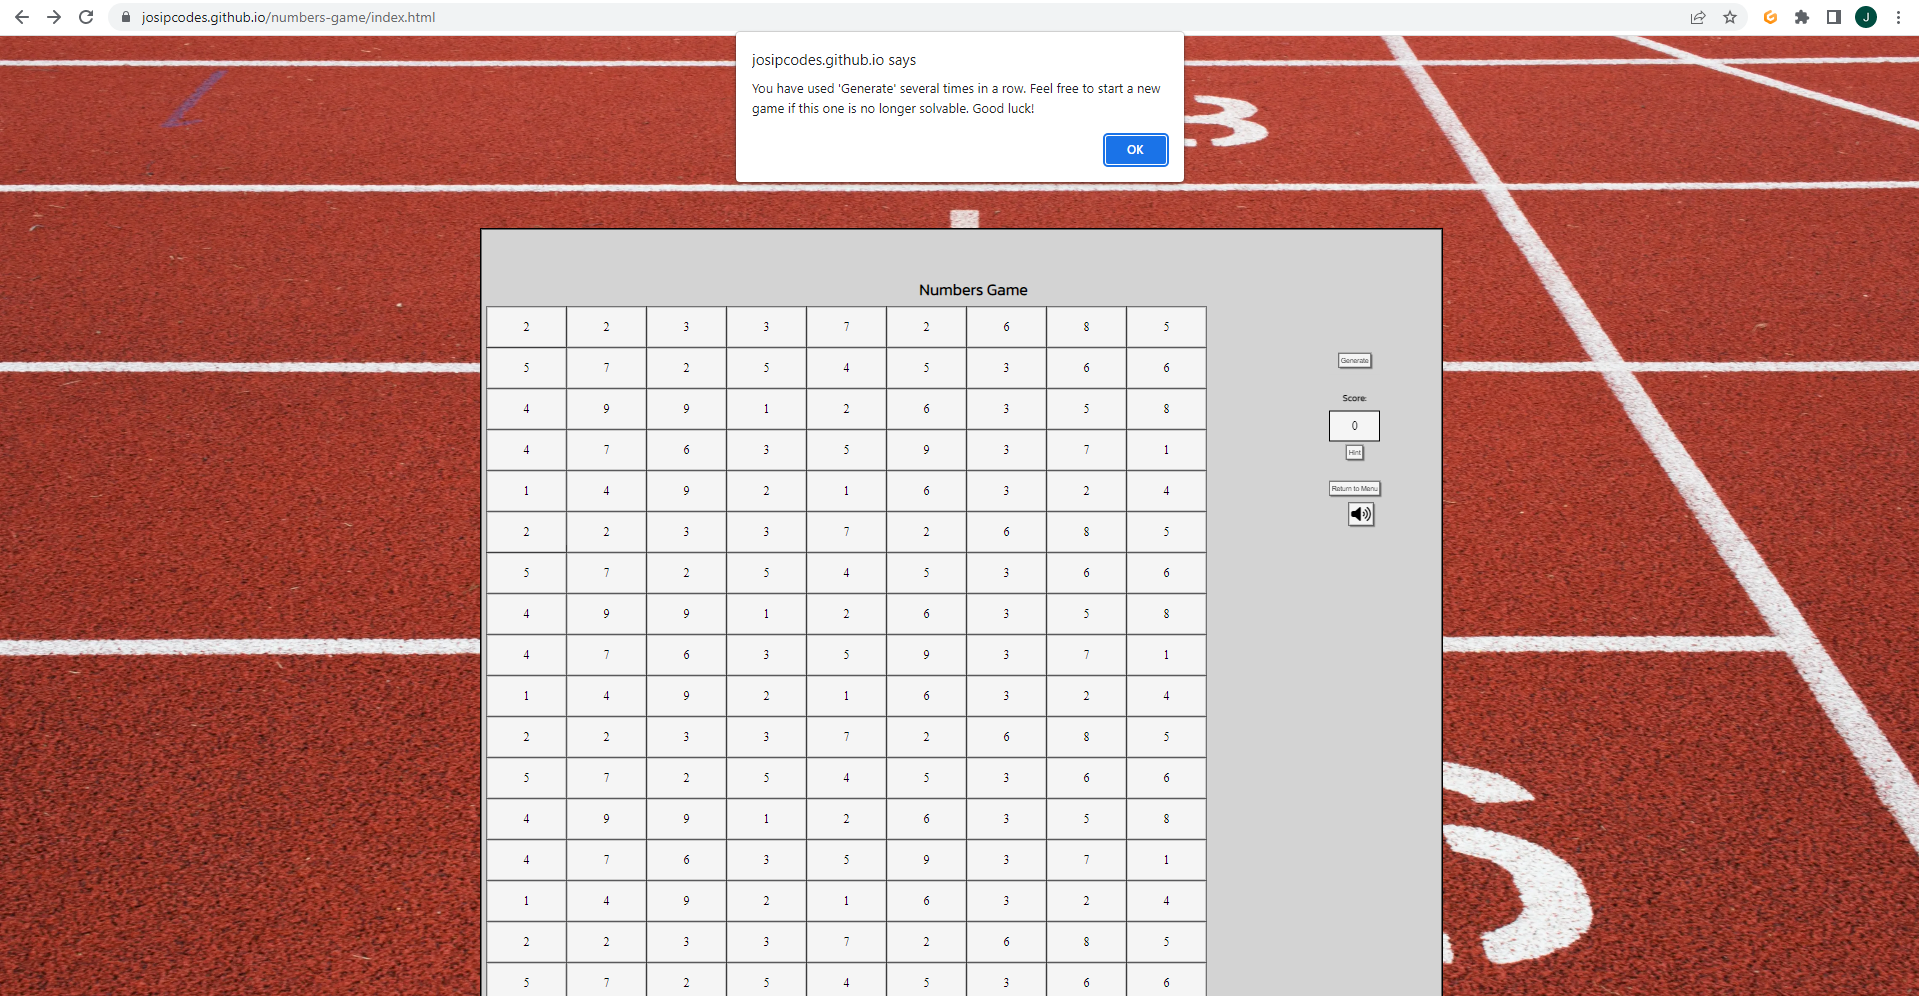 josipcodes.github.io/numbers-game/index.html
J
josipcodes.github.io says
You have used 'Generate' several times in a row. Feel free to start a new
game if this one is no longer solvable. Good luck!
OK
3
Numbers Game
2 2 3 3 7 2 6 8 5
5 7 2 5 4 5 3 6 6
4 9 9 1 2 6 3 5 8
4 7 6 3 5 9 3 7 1
1 4 9 2 1 6 3 2 4
2 2 3 3 7 2 6 8 5
5 7 2 5 4 5 3 6 6
4 9 9 1 2 6 3 5 8
4 7 6 3 5 9 3 7 1
1 4 9 2 1 6 3 2 4
2 2 3 3 7 2 6 8 5
5 7 2 5 4 5 3 6 6
4 9 9 1 2 6 3 5 8
4 7 6 3 5 9 3 7 1
1 4 9 2 1 6 3 2 4
2 2 3 3 7 2 6 8 5
5 7 2 5 4 5 3 6 6
Generate
Score:
0
Hint
Return to Menu